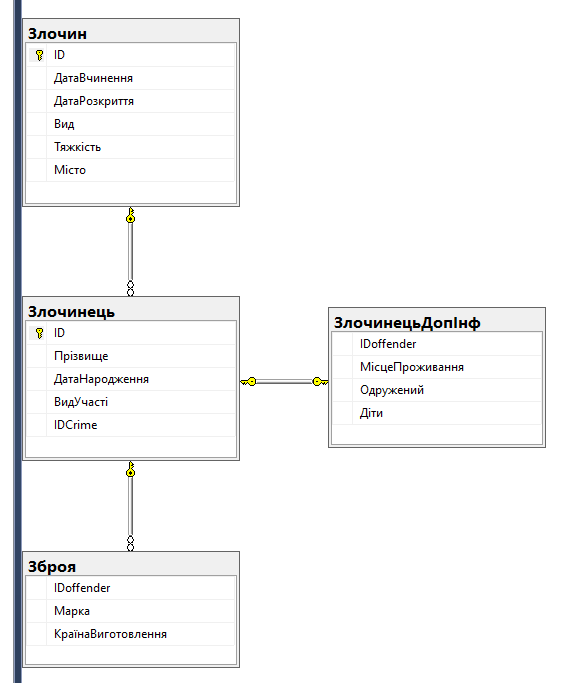 Злочин
ID
ДатаВчинення
ДатаРозкриття
Вид
Тяжкість
Місто
Злочинець
ID
Прізвище
ДатаНародження
ВидУчасті
IDCrime
ЗлочинецьДопІнф
IDoffender
МісцеПроживання
Одружений
Діти
Зброя
IDoffender
Марка
КраїнаВиготовлення